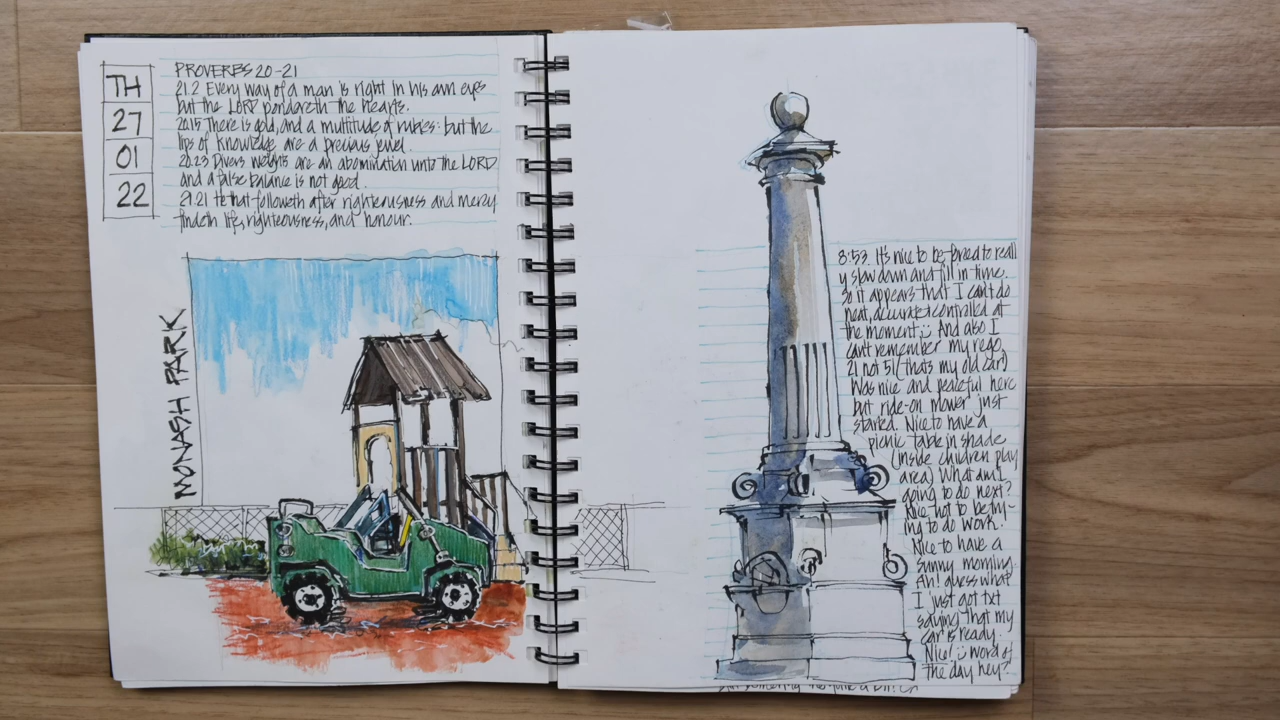 TH
27
01
22
PROVERBS 20-21
21.2 Every way of a man is right in his own eyes
but the LORD pondereth the hearts.
20.15 There is gold, and a multitude of rubies: but the
lips of knowledge are a precious jewel.
20.23 Divers weights are an abomination unto the LORD
and a false balance is not good.
21.21 He that followeth after righteousness and mercy
findeth life, righteousness, and honour.
MONASH PARK
8:53. It's nice to be forced to reall
y slow down and fill in time.
So it appears that I can't do
neat, accurate + controlled at
the moment. And also I
can't remember my rego.
21 not 51 (that's my old car)
Was nice and peaceful here
but ride-on mower just
started. Nice to have a
picnic table in shade
(inside children play
area) What am I
going to do next?
Nice not to be try-
ing to do work.
Nice to have a
sunny morning.
Ah! guess what
I just got txt
saying that my
car is ready.
Nice! word of
the day hey?